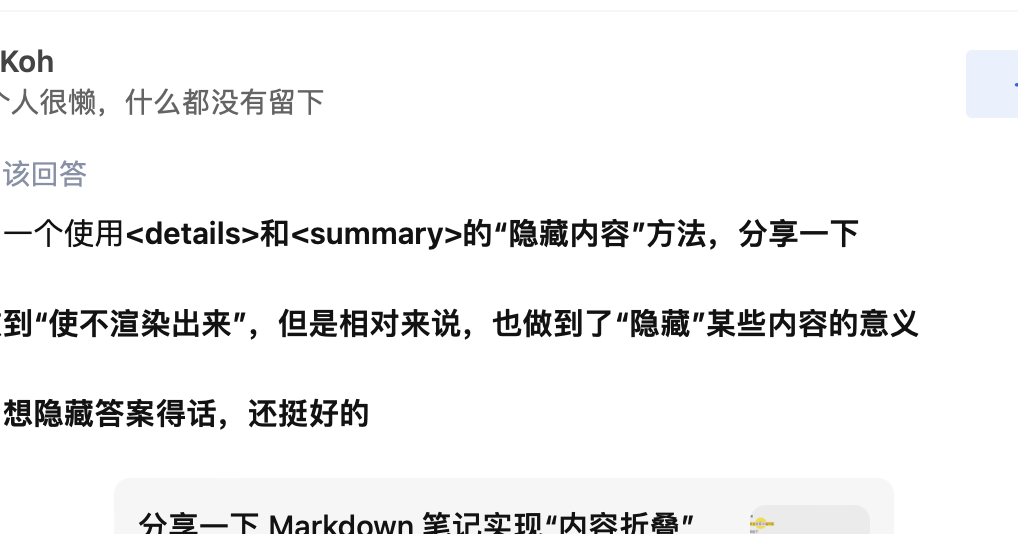 Koh
个人很懒，什么都没有留下
该回答
一个使用<details>和<summary>的“隐藏内容”方法，分享一下
到“使不渲染出来”，但是相对来说，也做到了“隐藏”某些内容的意义
想隐藏答案得话，还挺好的
分享一下 Markdown 笔记实现“内容折叠”